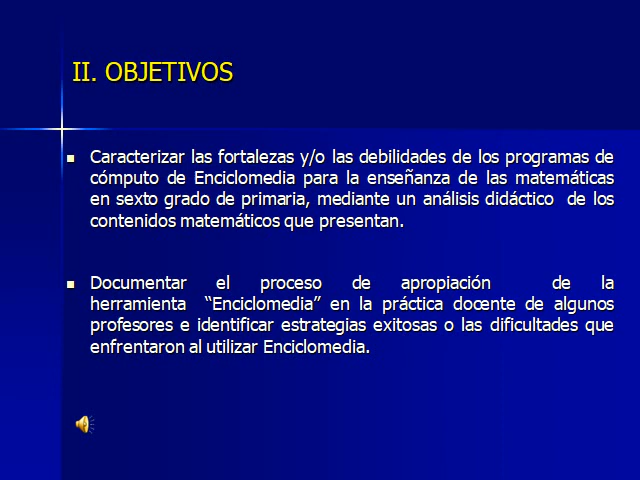 II. OBJETIVOS
Caracterizar las fortalezas y/o las debilidades de los programas de
cómputo de Enciclomedia para la enseñanza de las matemáticas
en sexto grado de primaria, mediante un análisis didáctico de los
contenidos matemáticos que presentan.
Documentar el proceso de apropiación de la
herramienta “Enciclomedia” en la práctica docente de algunos
profesores e identificar estrategias exitosas o las dificultades que
enfrentaron al utilizar Enciclomedia.